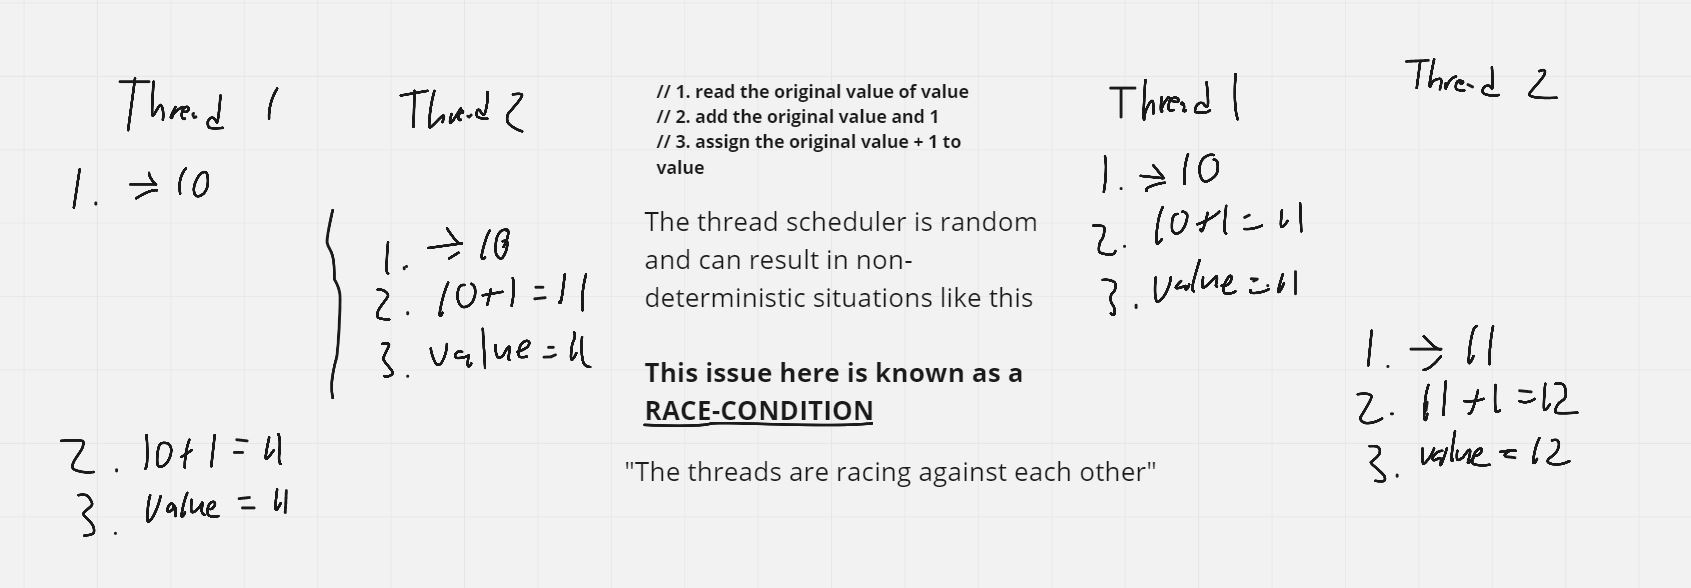 Thread 1
1. → 10
2. 10+1 = 11
3. value = 11
Thread 2
1. → 10
2. 10+1 = 11
3. value = 11
// 1. read the original value of value
// 2. add the original value and 1
// 3. assign the original value + 1 to
value
The thread scheduler is random
and can result in non-
deterministic situations like this
This issue here is known as a
RACE-CONDITION
"The threads are racing against each other"
Thread 1
1. → 10
2. 10+1 = 11
3. value = 11
Thread 2
1. → 11
2. 11+1 = 12
3. value = 12